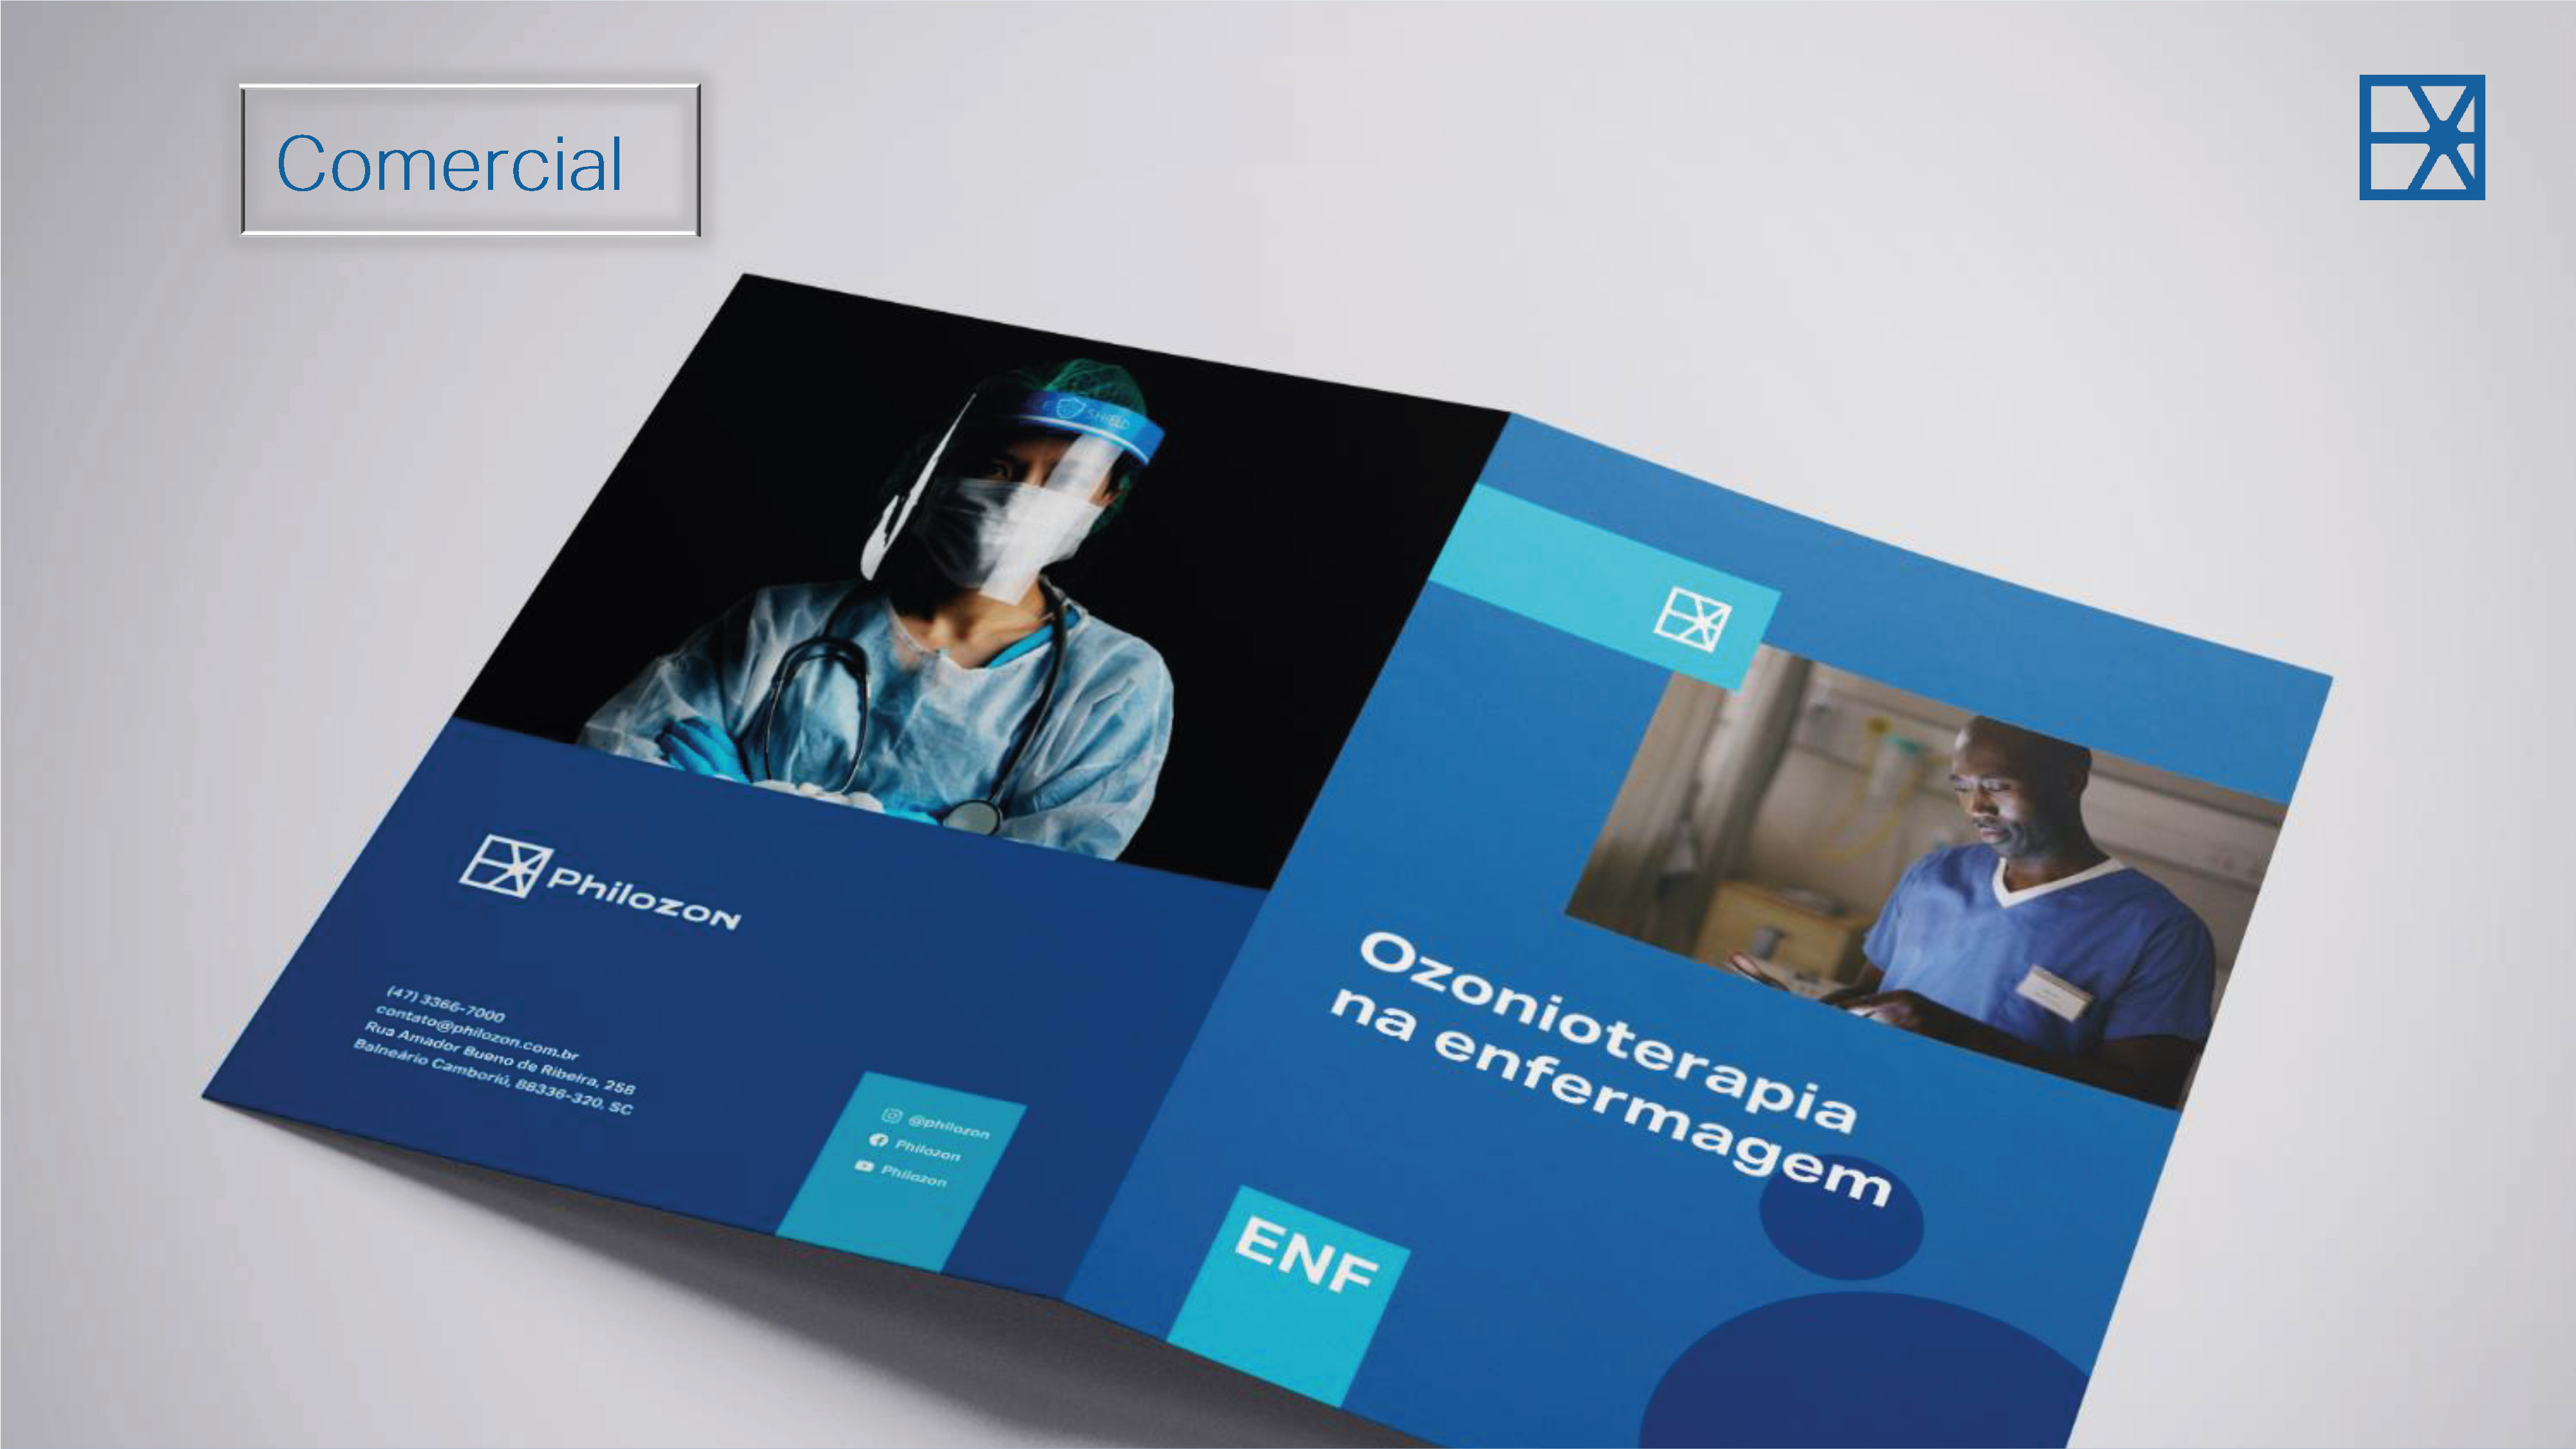 Comercial
SHIELD
Philozon
(47) 3366-7000
contato@philozon.com.br
Rua Amador Bueno de Ribeira, 258
Balneário Camboriú, 88336-320, SC
@philozon
Philozon
Philozon
Ozonioterapia
na enfermagem
ENF